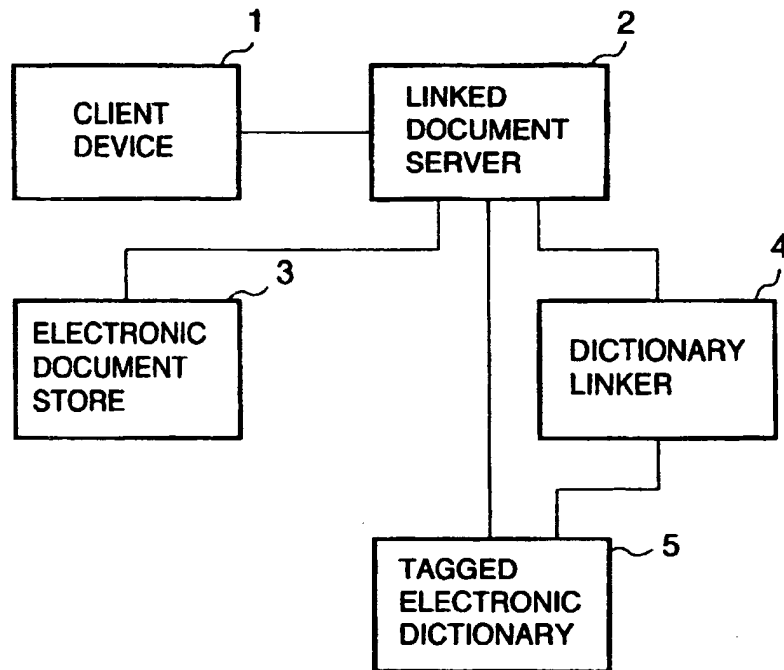 1
CLIENT
DEVICE
2
LINKED
DOCUMENT
SERVER
3
ELECTRONIC
DOCUMENT
STORE
4
DICTIONARY
LINKER
5
TAGGED
ELECTRONIC
DICTIONARY